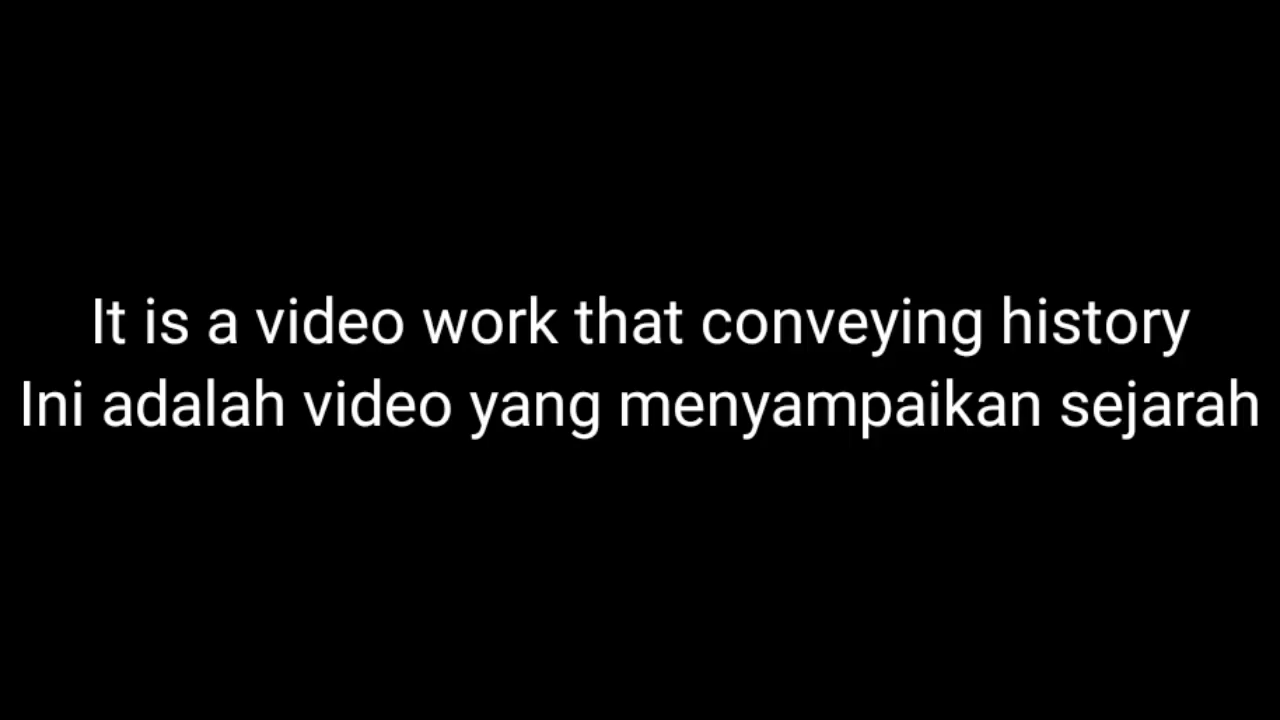 It is a video work that conveying history
Ini adalah video yang menyampaikan sejarah